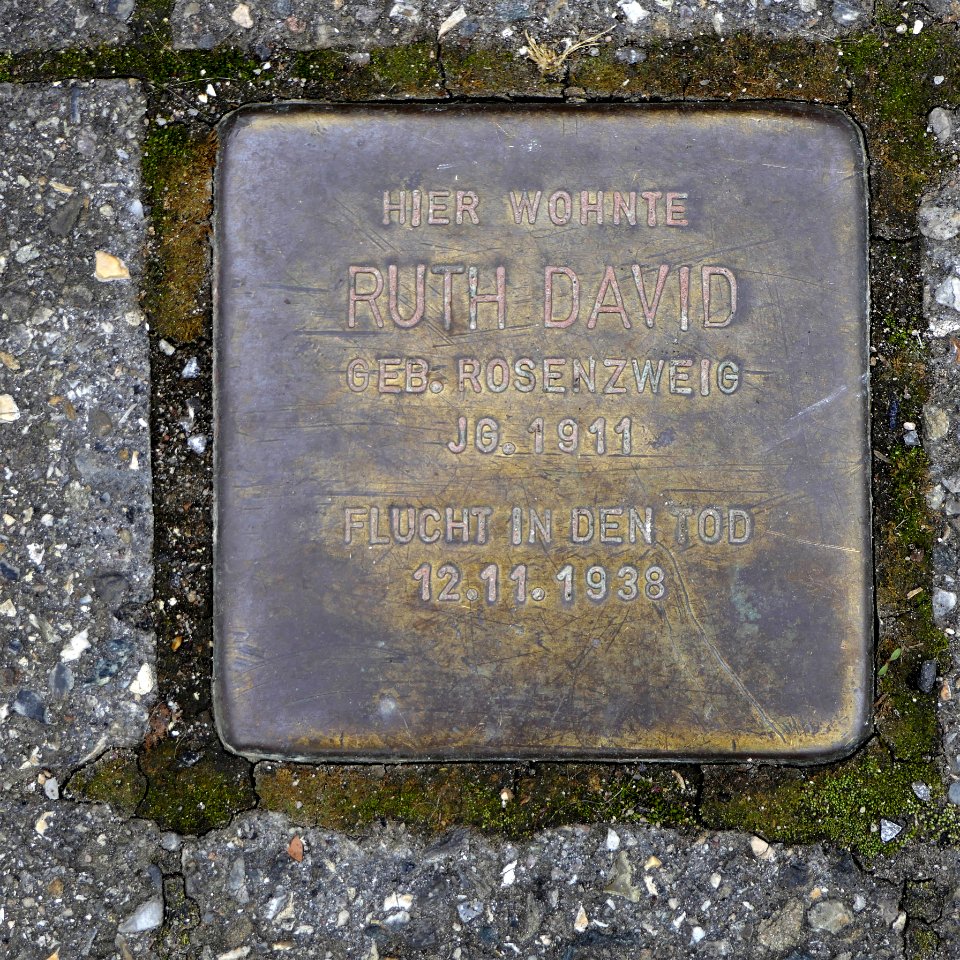 HIER WOHNTE
RUTH DAVID
GEB. ROSENZWEIG
JG. 1911
FLUCHT IN DEN TOD
12.11.1938